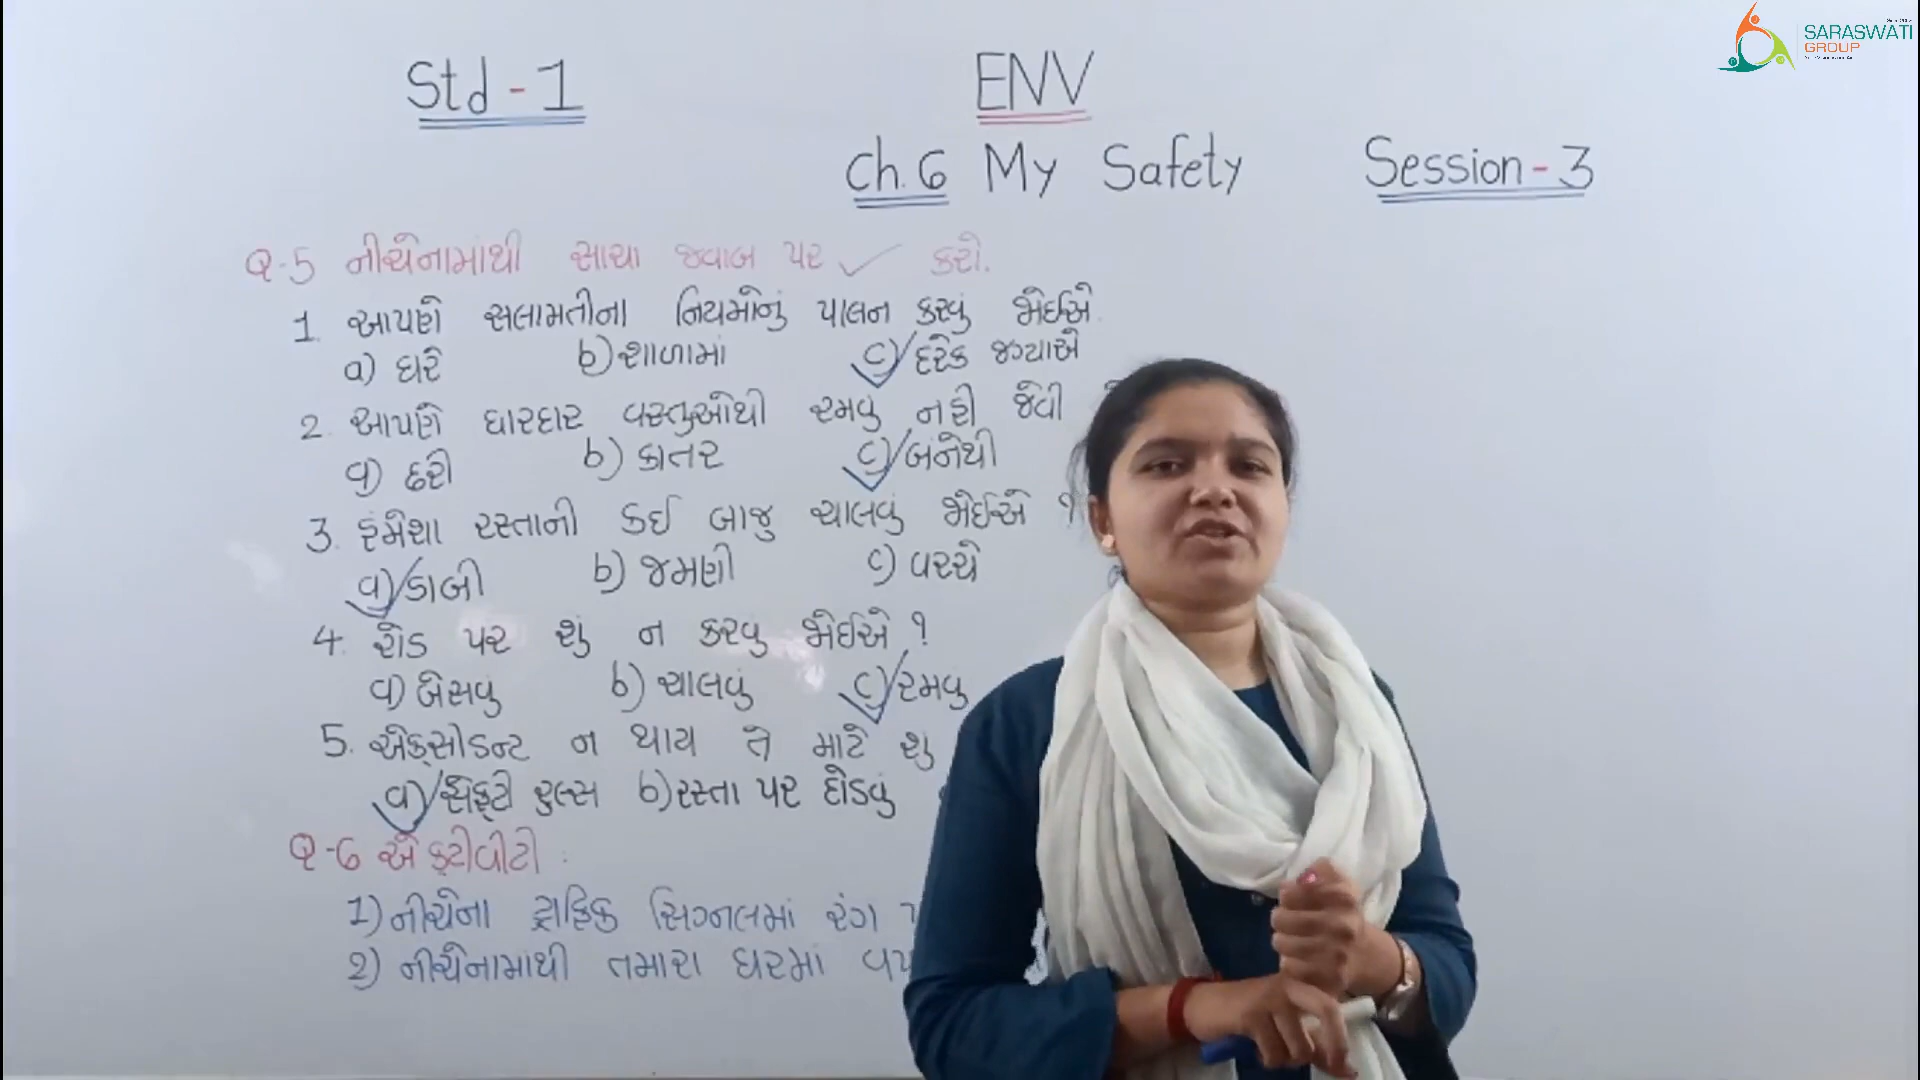 SARASWATI
GROUP
Std - 1 ENV
Ch. 6 My Safety Session - 3
Q-5 નીચેનામાંથી સાચા જવાબ પર ✓ કરો.
1. આપણે સલામતીના નિયમોનું પાલન કરવું જોઈએ.
a) ઘરે b) શાળામાં c) દરેક જગ્યાએ
2. આપણે ધારદાર વસ્તુઓથી રમવું નહી જેવી
a) છરી b) કાતર c) બંનેથી
3. હંમેશા રસ્તાની કઈ બાજુ ચાલવું જોઈએ ?
a) ડાબી b) જમણી c) વચ્ચે
4. રોડ પર શું ન કરવું જોઈએ ?
a) બેસવું b) ચાલવું c) રમવુ
5. એક્સીડન્ટ ન થાય તે માટે શું
a) સેફ્ટી રુલ્સ b) રસ્તા પર દોડવું
Q-6 એક્ટીવીટી :
1) નીચેના ટ્રાફિક સિગ્નલમાં રંગ
2) નીચેનામાંથી તમારા ઘરમાં